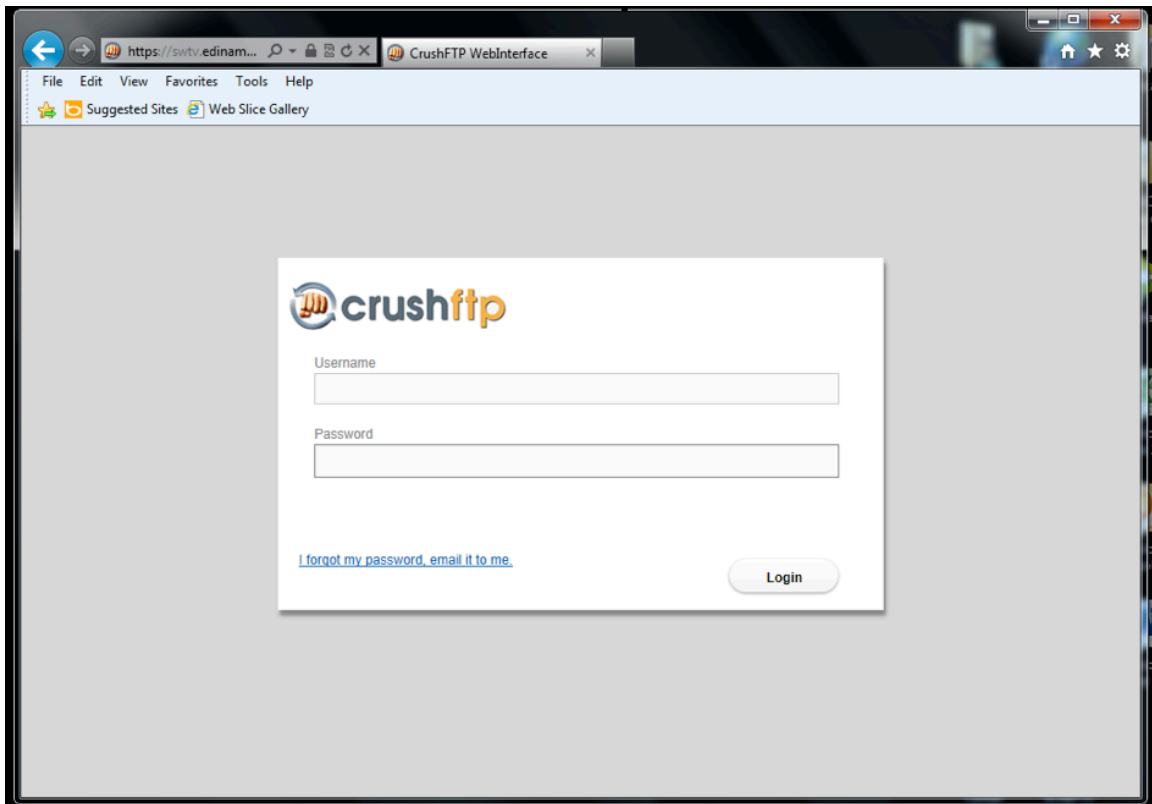 https://swtv.edinam...
CrushFTP WebInterface
File Edit View Favorites Tools Help
Suggested Sites Web Slice Gallery
crushftp
Username
Password
I forgot my password, email it to me.
Login